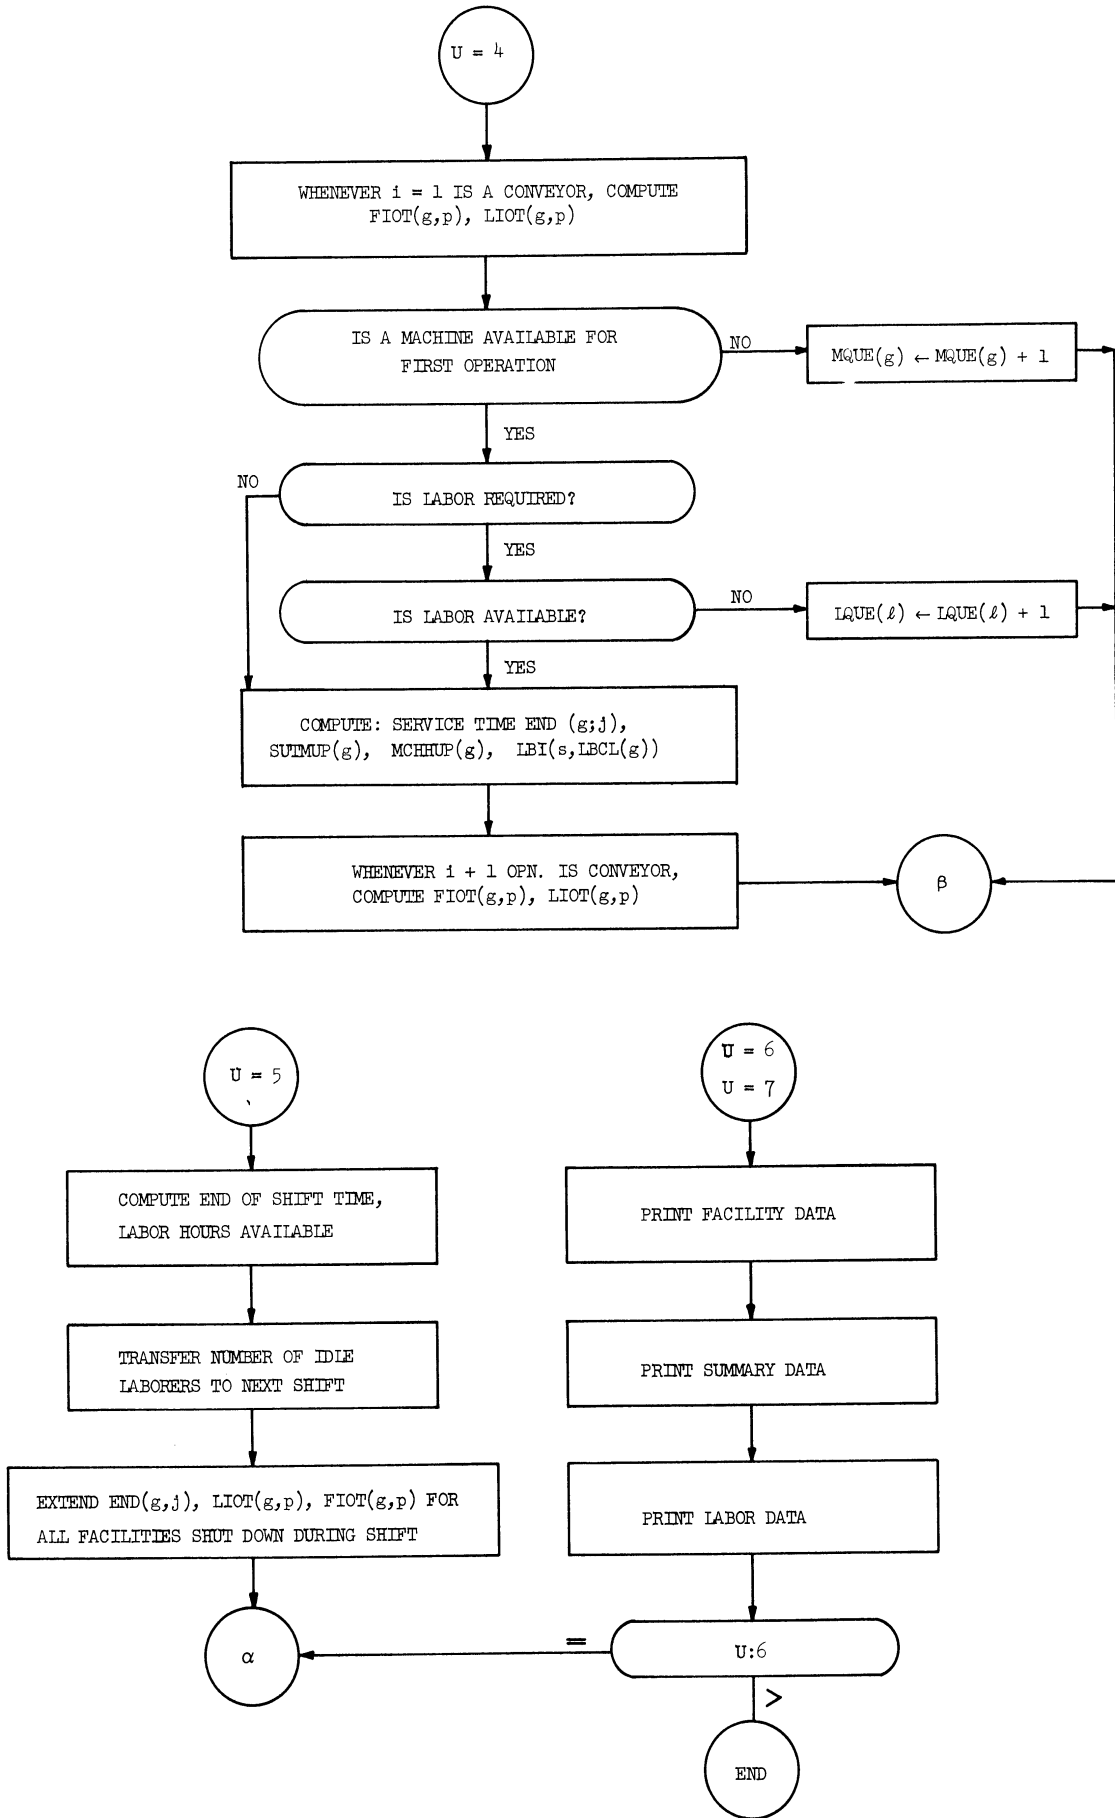 U = 4
WHENEVER i = 1 IS A CONVEYOR, COMPUTE
FIOT(g,p), LIOT(g,p)
IS A MACHINE AVAILABLE FOR
FIRST OPERATION
NO
MQUE(g) ← MQUE(g) + 1
YES
NO
IS LABOR REQUIRED?
YES
IS LABOR AVAILABLE?
NO
LQUE(ℓ) ← LQUE(ℓ) + 1
YES
COMPUTE: SERVICE TIME END (g;j),
SUTMUP(g), MCHHUP(g), LBI(s,LBCL(g))
WHENEVER i + 1 OPN. IS CONVEYOR,
COMPUTE FIOT(g,p), LIOT(g,p)
β
U = 5
COMPUTE END OF SHIFT TIME,
LABOR HOURS AVAILABLE
TRANSFER NUMBER OF IDLE
LABORERS TO NEXT SHIFT
EXTEND END(g,j), LIOT(g,p), FIOT(g,p) FOR
ALL FACILITIES SHUT DOWN DURING SHIFT
α
U = 6
U = 7
PRINT FACILITY DATA
PRINT SUMMARY DATA
PRINT LABOR DATA
=
U:6
>
END